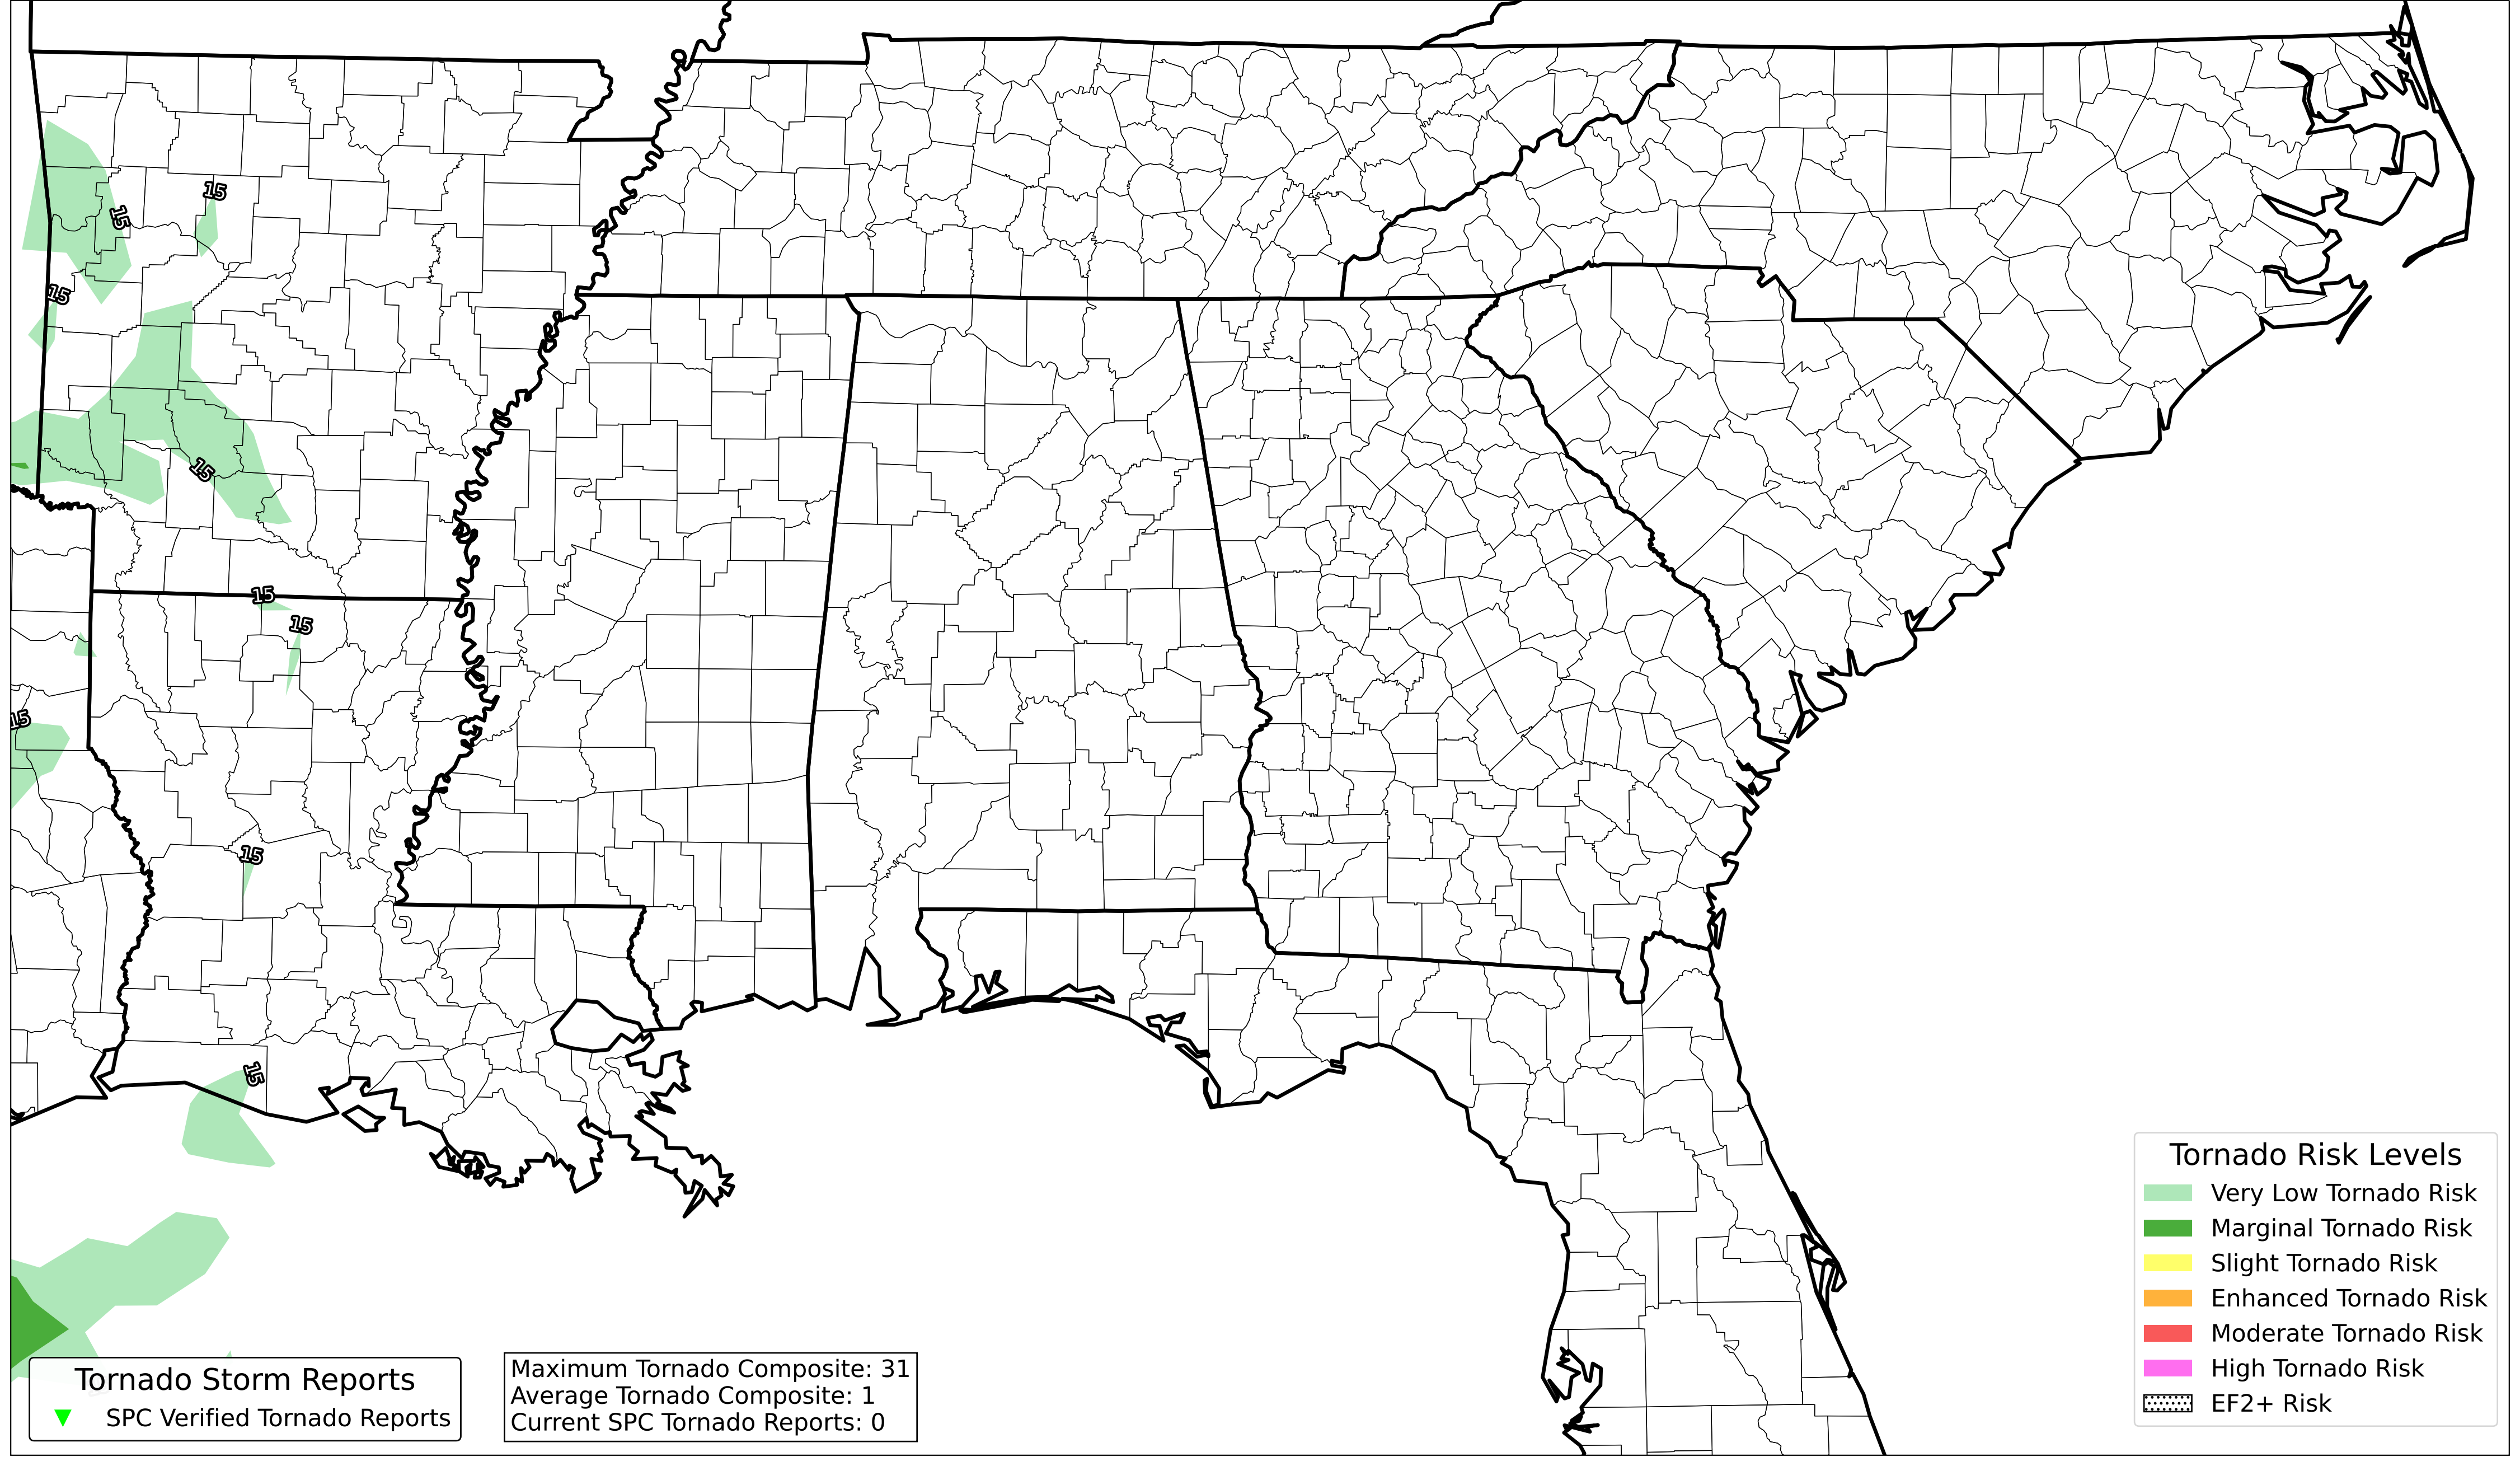 15
15
15
15
15
15
15
15
15
Tornado Risk Levels
Very Low Tornado Risk
Marginal Tornado Risk
Slight Tornado Risk
Enhanced Tornado Risk
Moderate Tornado Risk
High Tornado Risk
EF2+ Risk
Tornado Storm Reports
SPC Verified Tornado Reports
Maximum Tornado Composite: 31
Average Tornado Composite: 1
Current SPC Tornado Reports: 0